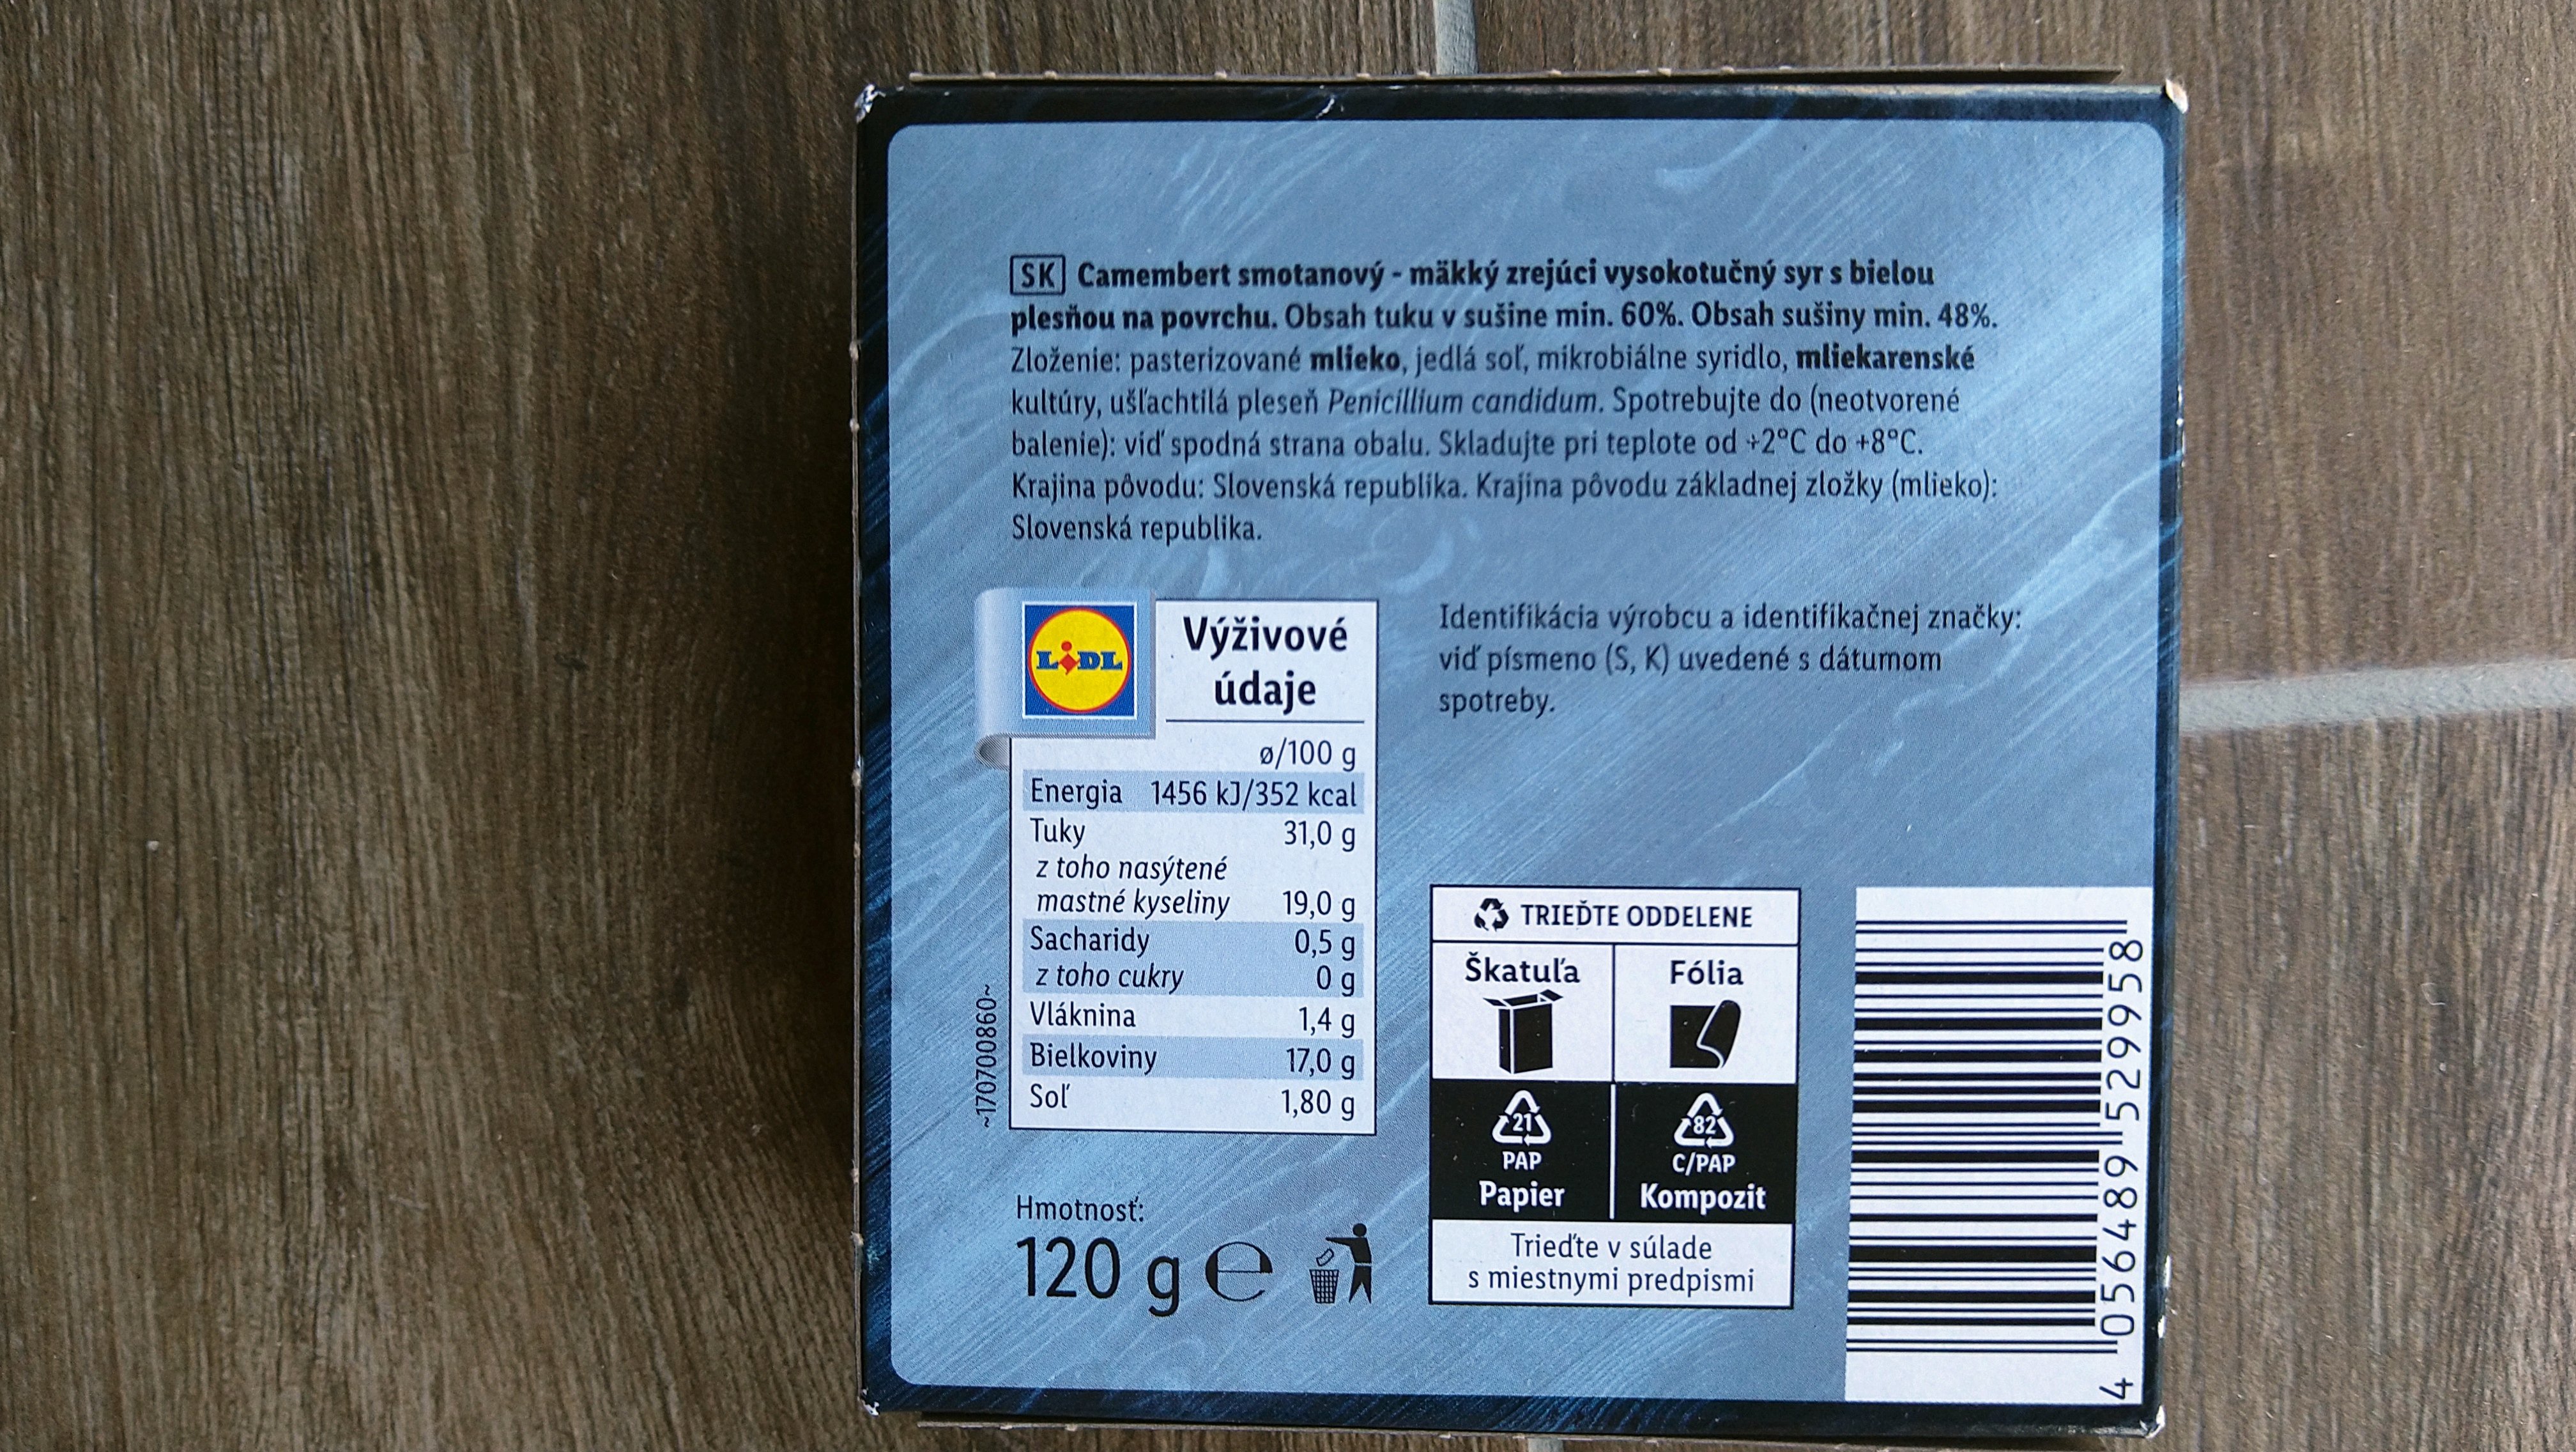 SK Camembert smotanový - mäkký zrejúci vysokotučný syr s bielou
plesňou na povrchu. Obsah tuku v sušine min. 60%. Obsah sušiny min. 48%.
Zloženie: pasterizované mlieko, jedlá soľ, mikrobiálne syridlo, mliekarenské
kultúry, ušľachtilá pleseň Penicillium candidum. Spotrebujte do (neotvorené
balenie): viď spodná strana obalu. Skladujte pri teplote od +2°C do +8°C.
Krajina pôvodu: Slovenská republika. Krajina pôvodu základnej zložky (mlieko):
Slovenská republika.
LIDL
Výživové
údaje
ø/100 g
Energia 1456 kJ/352 kcal
Tuky 31,0 g
z toho nasýtené
mastné kyseliny 19,0 g
Sacharidy 0,5 g
z toho cukry 0 g
Vláknina 1,4 g
Bielkoviny 17,0 g
Soľ 1,80 g
~170700860~
Hmotnosť:
120 g e
Identifikácia výrobcu a identifikačnej značky:
viď písmeno (S, K) uvedené s dátumom
spotreby.
TRIEĎTE ODDELENE
Škatuľa Fólia
21 82
PAP C/PAP
Papier Kompozit
Trieďte v súlade
s miestnymi predpismi
4 056489 529958